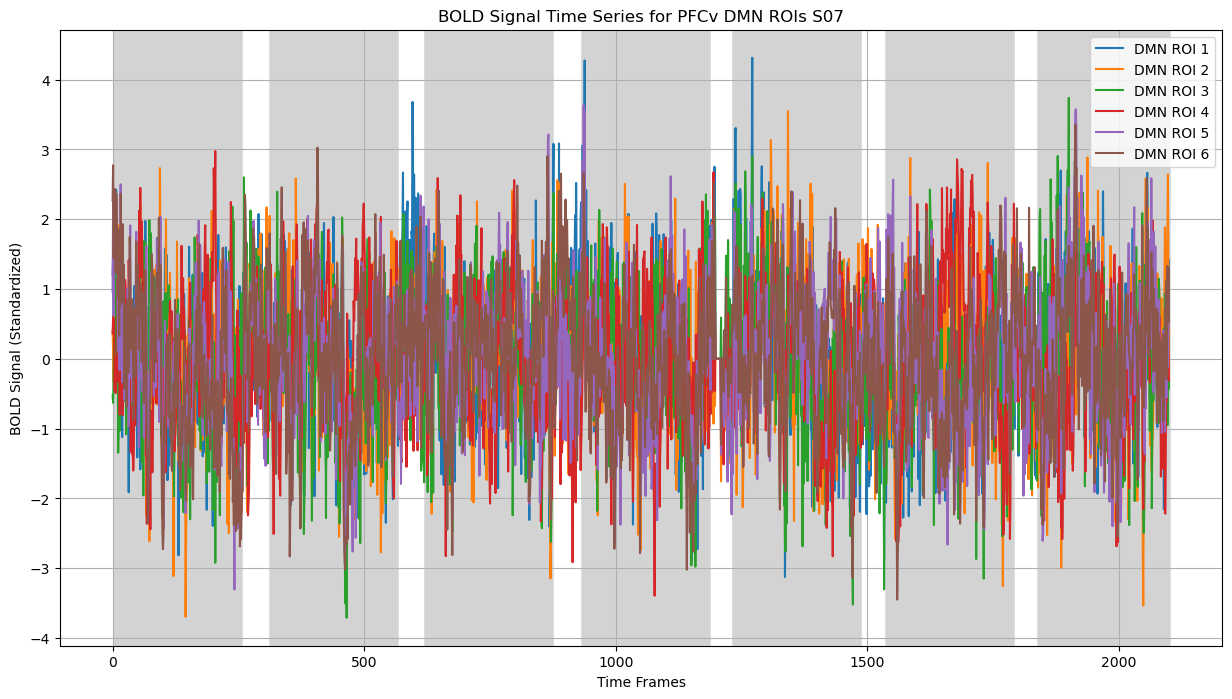 BOLD Signal Time Series for PFCv DMN ROIs S07
DMN ROI 1
DMN ROI 2
DMN ROI 3
DMN ROI 4
DMN ROI 5
DMN ROI 6
BOLD Signal (Standardized)
4
3
2
1
0
−1
−2
−3
−4
0
500
1000
1500
2000
Time Frames